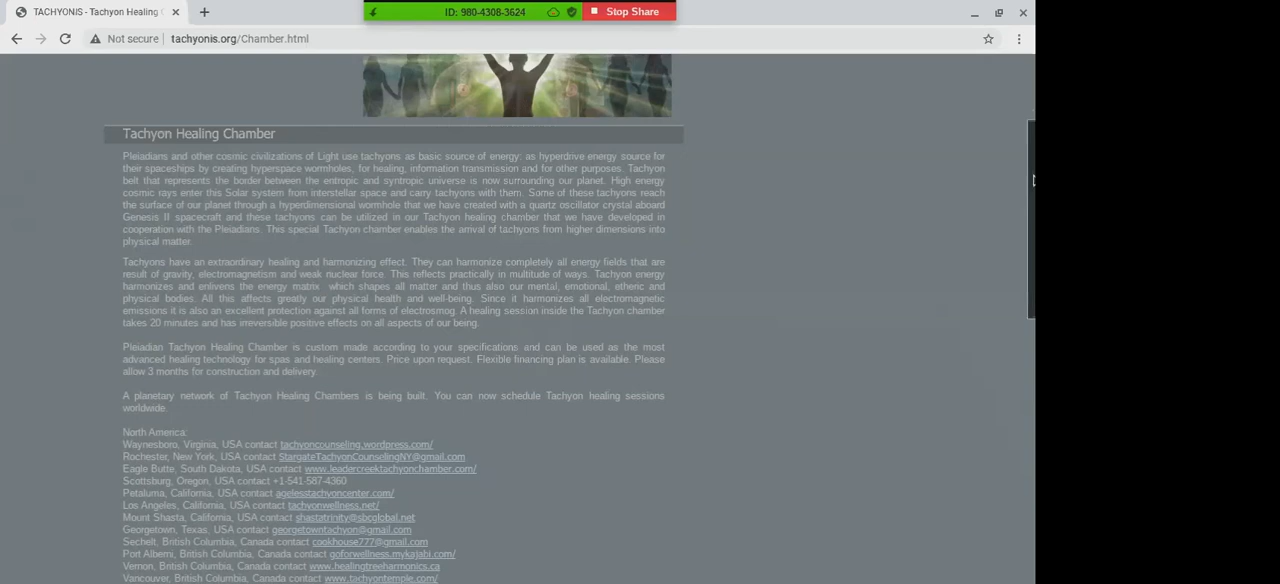 TACHYONIS - Tachyon Healing
ID: 980-4308-3624
Stop Share
Not secure
tachyonis.org/Chamber.html
Tachyon Healing Chamber
Pleiadians and other cosmic civilizations of Light use tachyons as basic source of energy: as hyperdrive energy source for
their spaceships by creating hyperspace wormholes, for healing, information transmission and for other purposes. Tachyon
belt that represents the border between the entropic and syntropic universe is now surrounding our planet. High energy
cosmic rays enter this Solar system from interstellar space and carry tachyons with them. Some of these tachyons reach
the surface of our planet through a hyperdimensional wormhole that we have created with a quartz oscillator crystal aboard
Genesis II spacecraft and these tachyons can be utilized in our Tachyon healing chamber that we have developed in
cooperation with the Pleiadians. This special Tachyon chamber enables the arrival of tachyons from higher dimensions into
physical matter.
Tachyons have an extraordinary healing and harmonizing effect. They can harmonize completely all energy fields that are
result of gravity, electromagnetism and weak nuclear force. This reflects practically in multitude of ways. Tachyon energy
harmonizes and enlivens the energy matrix which shapes all matter and thus also our mental, emotional, etheric and
physical bodies. All this affects greatly our physical health and well-being. Since it harmonizes all electromagnetic
emissions it is also an excellent protection against all forms of electrosmog. A healing session inside the Tachyon chamber
takes 20 minutes and has irreversible positive effects on all aspects of our being.
Pleiadian Tachyon Healing Chamber is custom made according to your specifications and can be used as the most
advanced healing technology for spas and healing centers. Price upon request. Flexible financing plan is available. Please
allow 3 months for construction and delivery.
A planetary network of Tachyon Healing Chambers is being built. You can now schedule Tachyon healing sessions
worldwide.
North America:
Waynesboro, Virginia, USA contact tachyoncounseling.wordpress.com/
Rochester, New York, USA contact StargateTachyonCounselingNY@gmail.com
Eagle Butte, South Dakota, USA contact www.leadercreektachyonchamber.com/
Scottsburg, Oregon, USA contact +1-541-587-4360
Petaluma, California, USA contact agelesstachyoncenter.com/
Los Angeles, California, USA contact tachyonwellness.net/
Mount Shasta, California, USA contact shastatrinity@sbcglobal.net
Georgetown, Texas, USA contact georgetowntachyon@gmail.com
Sechelt, British Columbia, Canada contact cookhouse777@gmail.com
Port Alberni, British Columbia, Canada contact goforwellness.mykajabi.com/
Vernon, British Columbia, Canada contact www.healingtreeharmonics.ca
Vancouver, British Columbia, Canada contact www.tachyontemple.com/